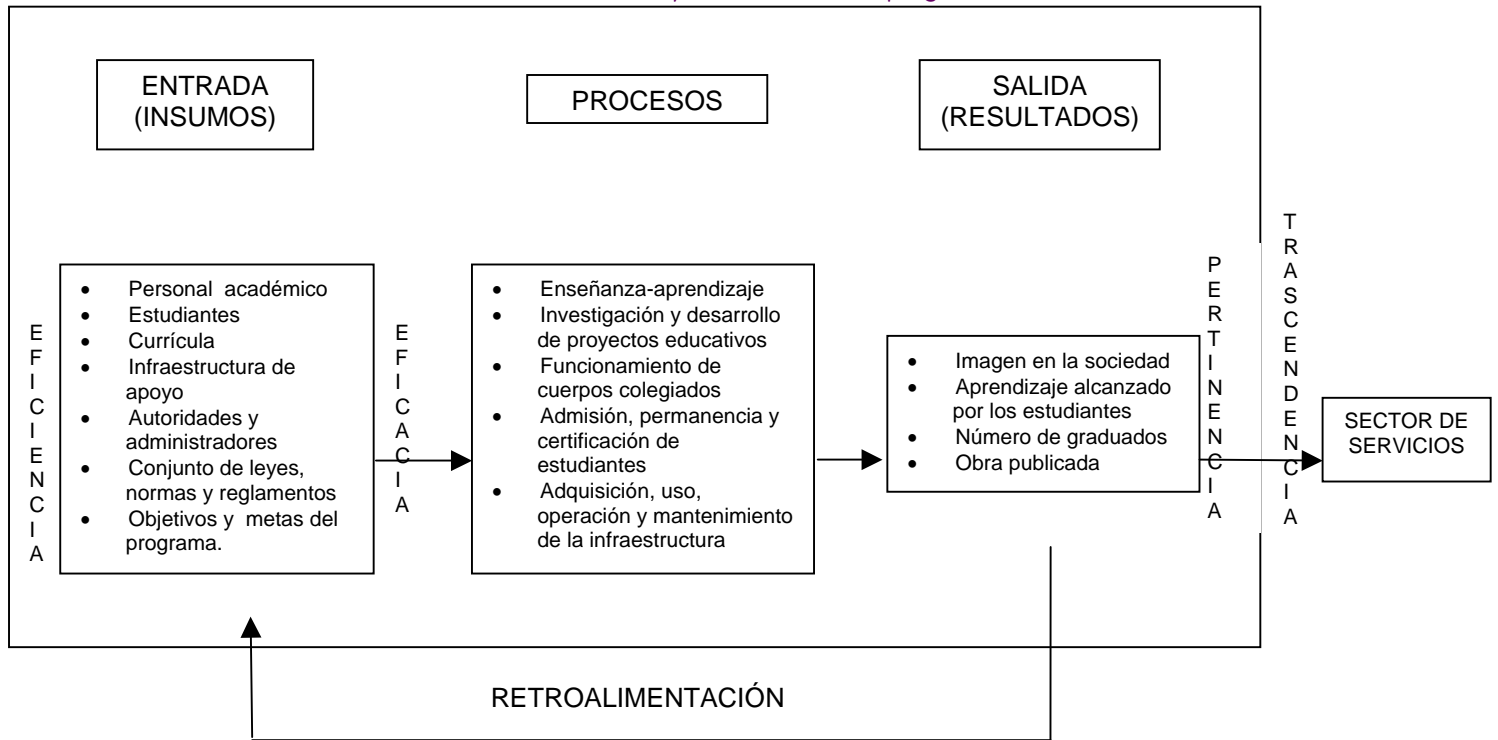 ENTRADA
(INSUMOS)
PROCESOS
SALIDA
(RESULTADOS)
EFICIENCIA
• Personal académico
• Estudiantes
• Currícula
• Infraestructura de
apoyo
• Autoridades y
administradores
• Conjunto de leyes,
normas y reglamentos
• Objetivos y metas del
programa.
EFICACIA
• Enseñanza-aprendizaje
• Investigación y desarrollo
de proyectos educativos
• Funcionamiento de
cuerpos colegiados
• Admisión, permanencia y
certificación de
estudiantes
• Adquisición, uso,
operación y mantenimiento
de la infraestructura
• Imagen en la sociedad
• Aprendizaje alcanzado
por los estudiantes
• Número de graduados
• Obra publicada
PERTINENCIA
TRASCENDENCIA
SECTOR DE
SERVICIOS
RETROALIMENTACIÓN